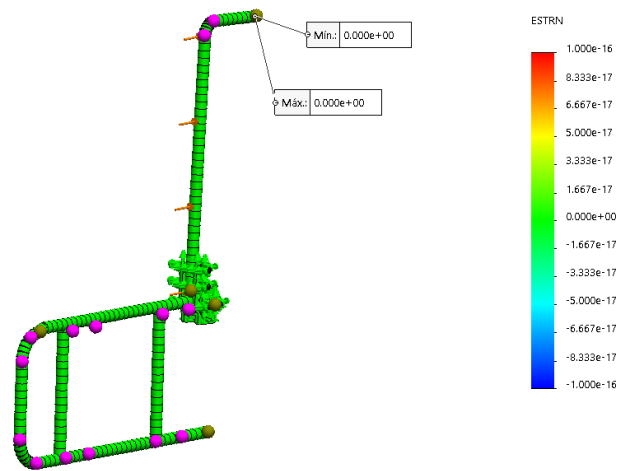 ESTRN
Mín.: 0.000e+00
Máx.: 0.000e+00
1.000e-16
8.333e-17
6.667e-17
5.000e-17
3.333e-17
1.667e-17
0.000e+00
-1.667e-17
-3.333e-17
-5.000e-17
-6.667e-17
-8.333e-17
-1.000e-16